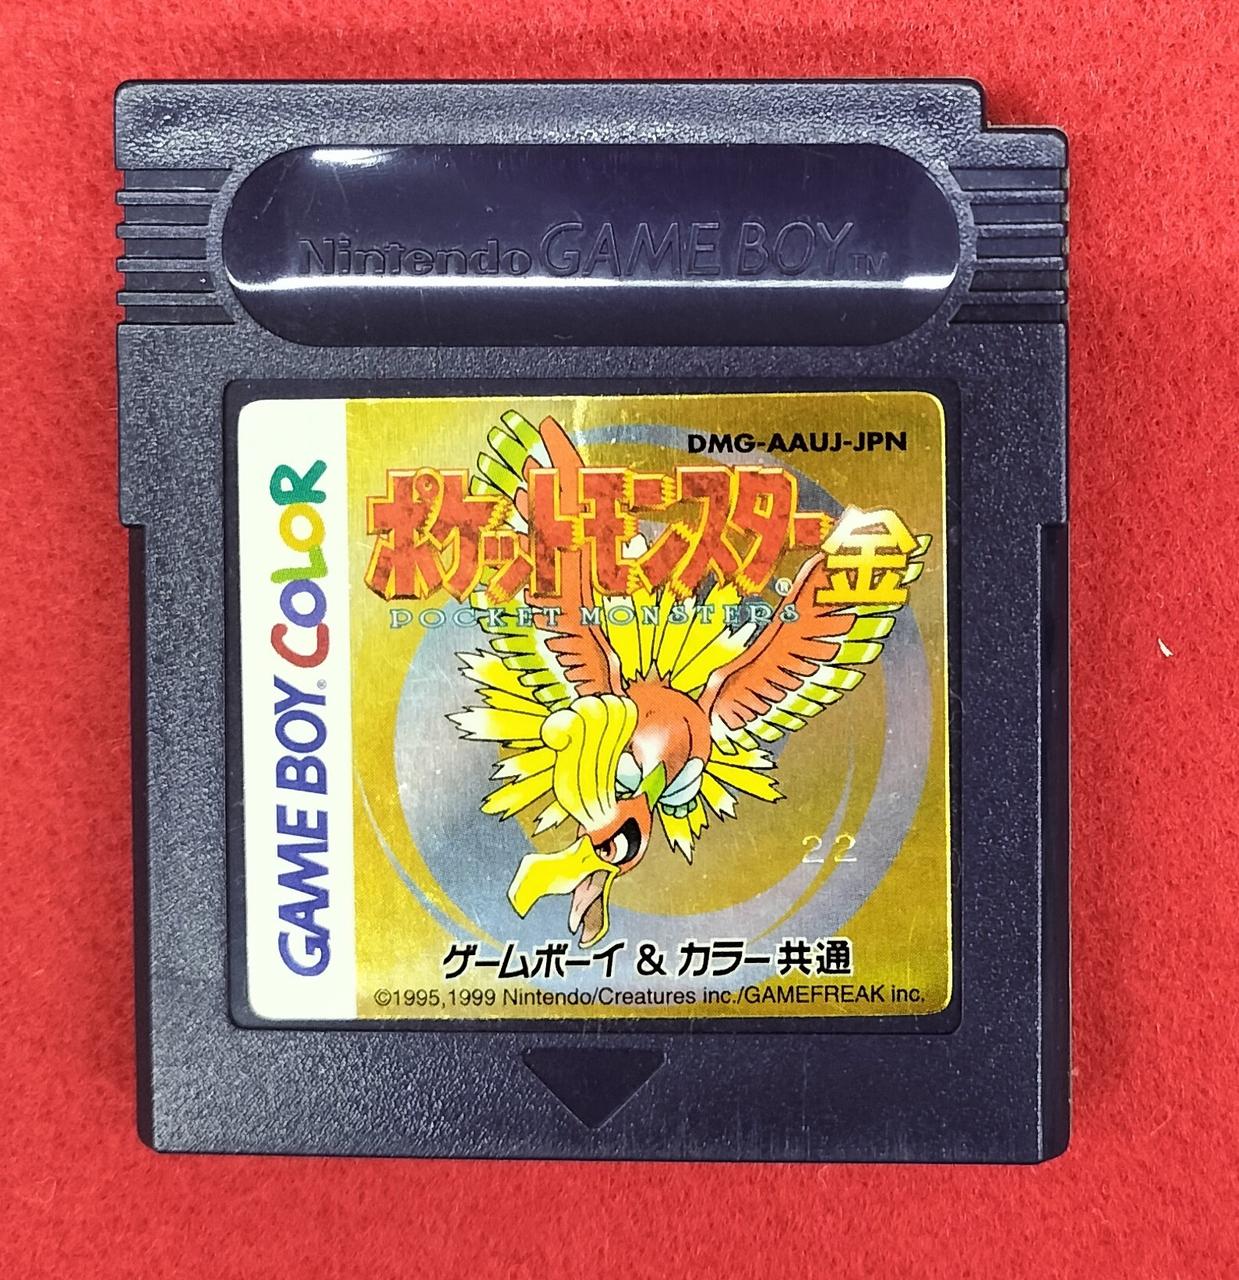 Nintendo GAME BOY TM
GAME BOY® COLOR
DMG-AAUJ-JPN
ポケットモンスター® 金
POCKET MONSTERS
22
ゲームボーイ & カラー共通
©1995,1999 Nintendo/Creatures inc./GAMEFREAK inc.